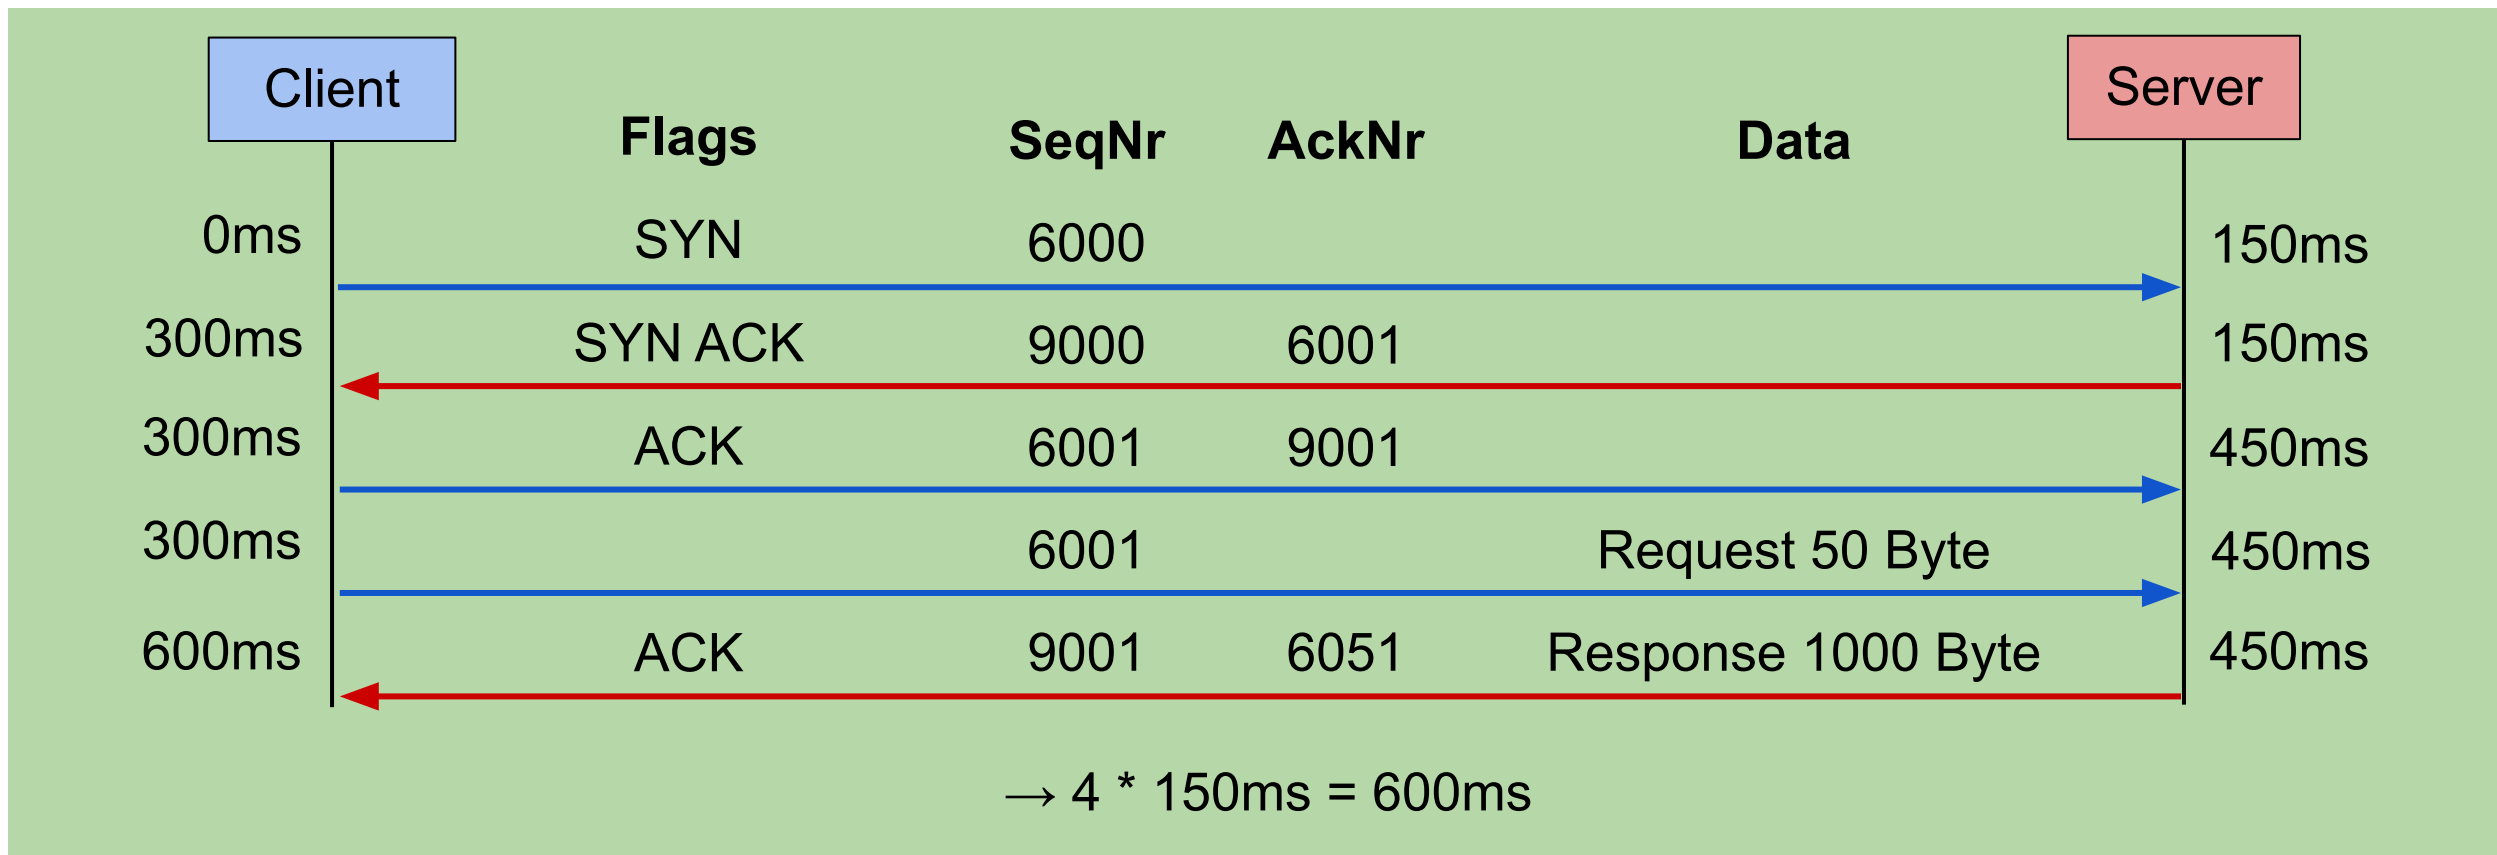 Client Server
Flags SeqNr AckNr Data
0ms SYN 6000 150ms
300ms SYN ACK 9000 6001 150ms
300ms ACK 6001 9001 450ms
300ms 6001 Request 50 Byte 450ms
600ms ACK 9001 6051 Response 1000 Byte 450ms
→ 4 * 150ms = 600ms